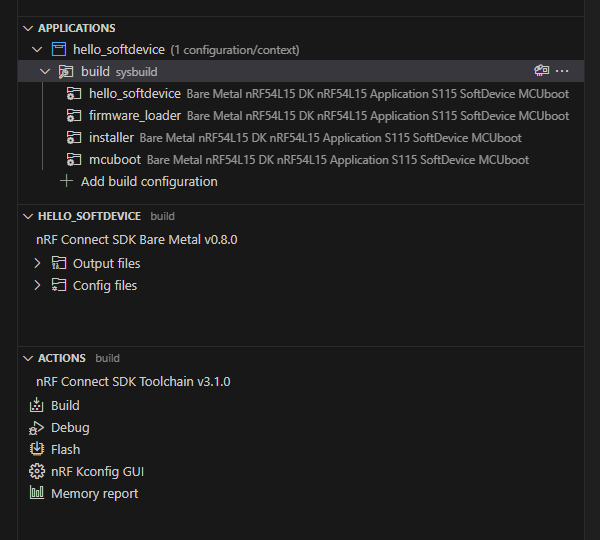 APPLICATIONS
hello_softdevice (1 configuration/context)
build sysbuild
hello_softdevice Bare Metal nRF54L15 DK nRF54L15 Application S115 SoftDevice MCUboot
firmware_loader Bare Metal nRF54L15 DK nRF54L15 Application S115 SoftDevice MCUboot
installer Bare Metal nRF54L15 DK nRF54L15 Application S115 SoftDevice MCUboot
mcuboot Bare Metal nRF54L15 DK nRF54L15 Application S115 SoftDevice MCUboot
Add build configuration
HELLO_SOFTDEVICE build
nRF Connect SDK Bare Metal v0.8.0
Output files
Config files
ACTIONS build
nRF Connect SDK Toolchain v3.1.0
Build
Debug
Flash
nRF Kconfig GUI
Memory report